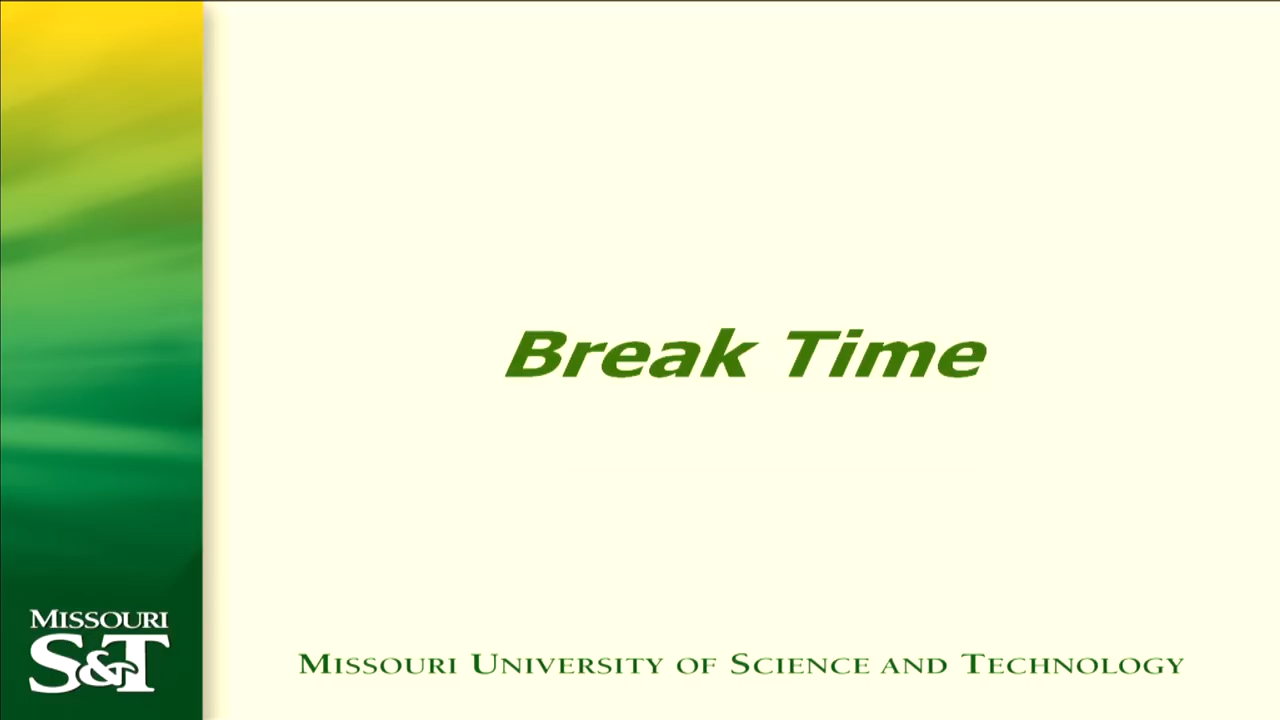 Break Time
MISSOURI
S&T
MISSOURI UNIVERSITY OF SCIENCE AND TECHNOLOGY